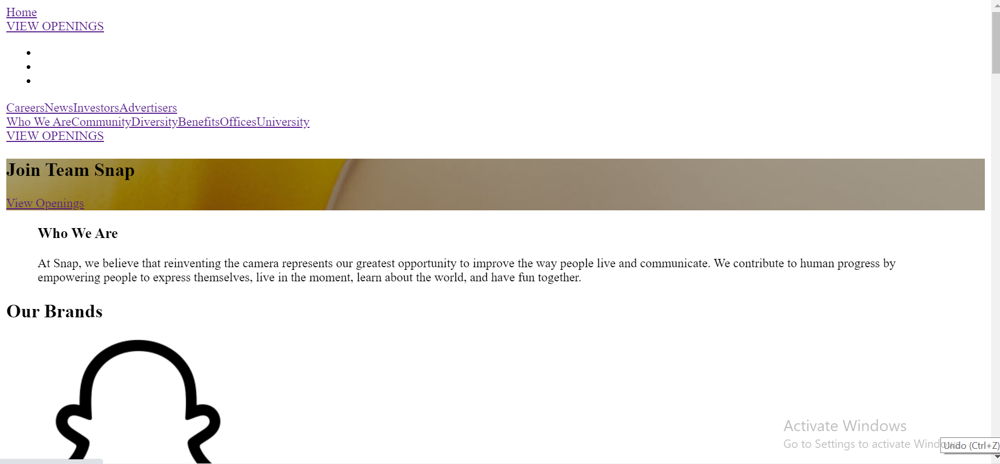 Home
VIEW OPENINGS
CareersNewsInvestorsAdvertisers
Who We AreCommunityDiversityBenefitsOfficesUniversity
VIEW OPENINGS
Join Team Snap
View Openings
Who We Are
At Snap, we believe that reinventing the camera represents our greatest opportunity to improve the way people live and communicate. We contribute to human progress by
empowering people to express themselves, live in the moment, learn about the world, and have fun together.
Our Brands
Activate Windows
Go to Settings to activate Windows
Undo (Ctrl+Z)